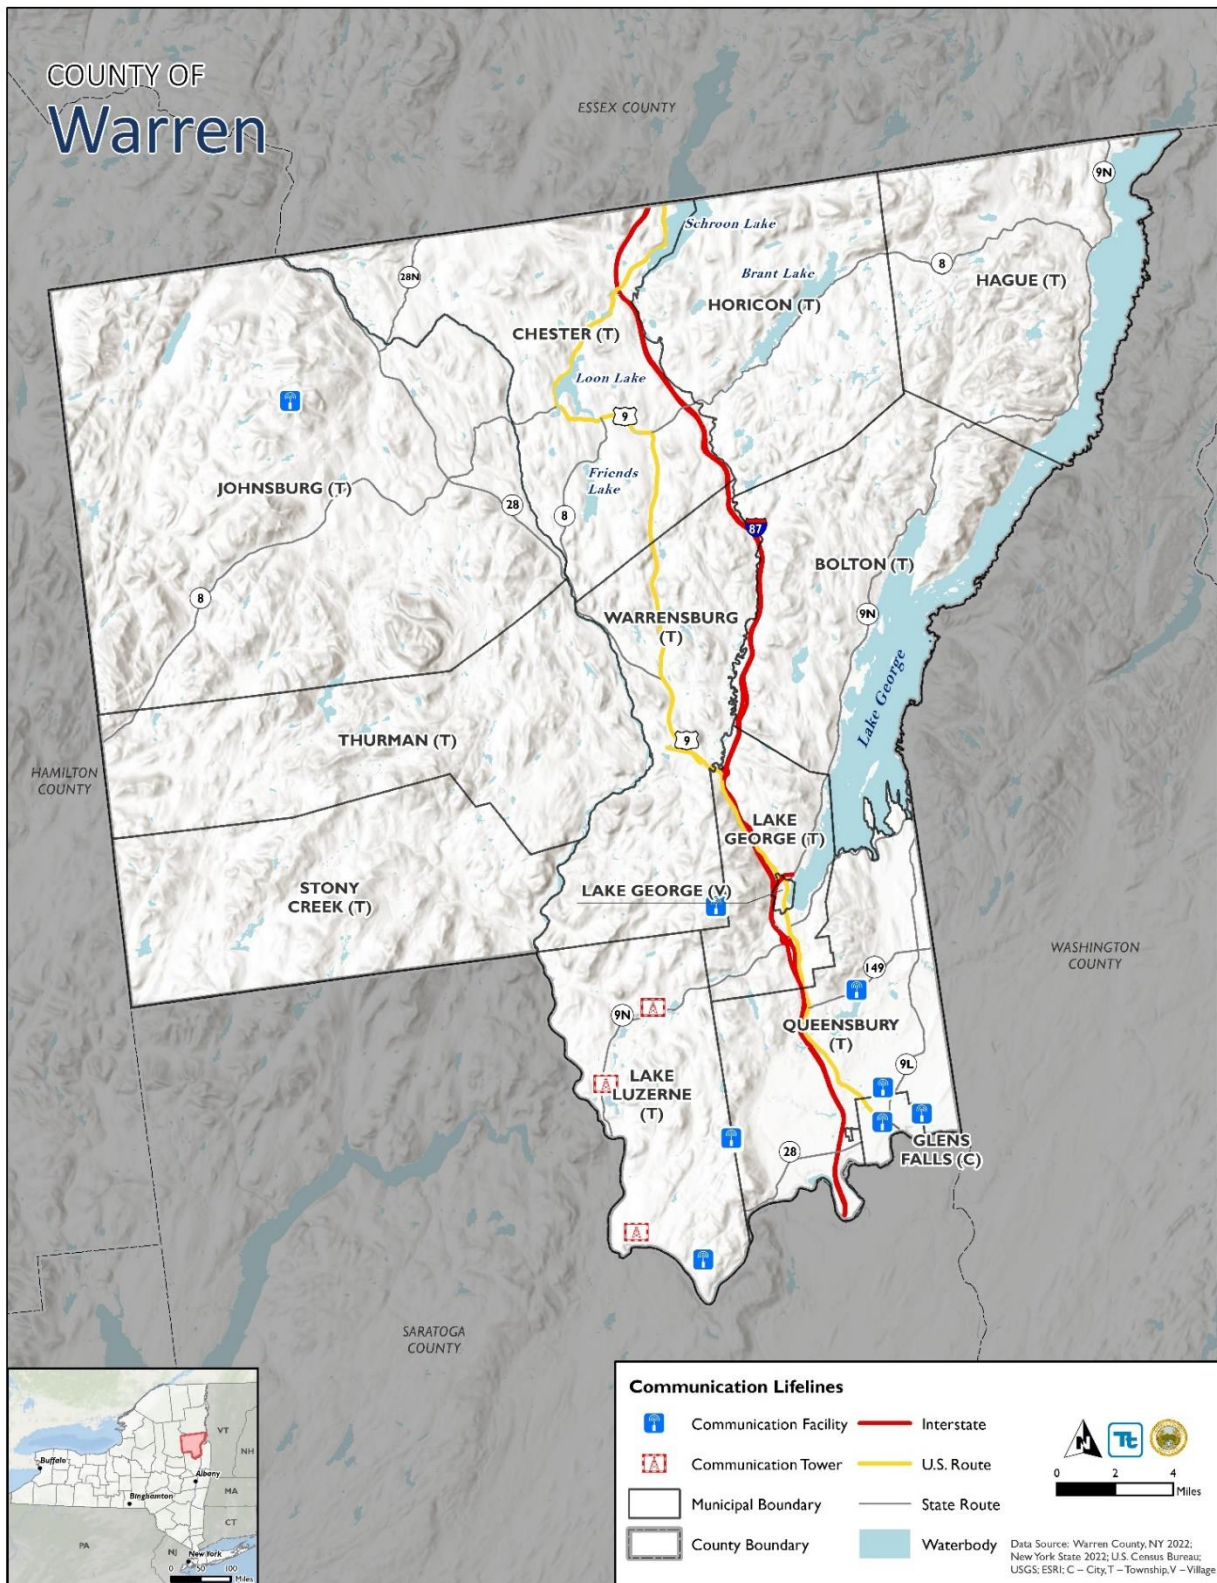 COUNTY OF
Warren
ESSEX COUNTY
9N
Schroon Lake
28N
Brant Lake
8
HAGUE (T)
HORICON (T)
CHESTER (T)
Loon Lake
9
Friends
Lake
JOHNSBURG (T)
28
8
87
BOLTON (T)
8
9N
WARRENSBURG
(T)
Lake George
9
THURMAN (T)
HAMILTON
COUNTY
LAKE
GEORGE (T)
STONY
CREEK (T)
LAKE GEORGE (V)
WASHINGTON
COUNTY
149
9N
QUEENSBURY
(T)
9L
LAKE
LUZERNE
(T)
28
GLENS
FALLS (C)
SARATOGA
COUNTY
VT
NH
Buffalo
Albany
MA
Binghamton
CT
PA
NJ
New York
0 50 100
Miles
Communication Lifelines
Communication Facility
Interstate
Communication Tower
U.S. Route
Municipal Boundary
State Route
County Boundary
Waterbody
N
Tt
0 2 4
Miles
Data Source: Warren County, NY 2022;
New York State 2022; U.S. Census Bureau;
USGS; ESRI; C – City, T – Township, V – Village